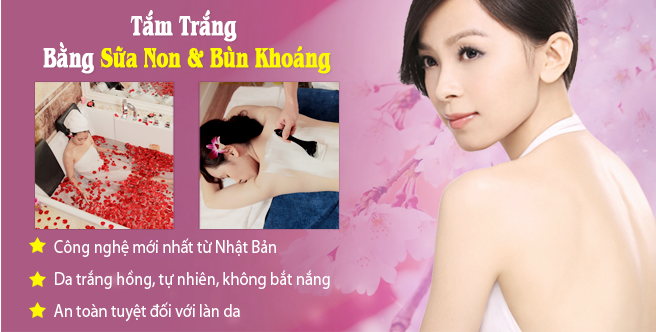 Tắm Trắng
Bằng Sữa Non & Bùn Khoáng
Công nghệ mới nhất từ Nhật Bản
Da trắng hồng, tự nhiên, không bắt nắng
An toàn tuyệt đối với làn da